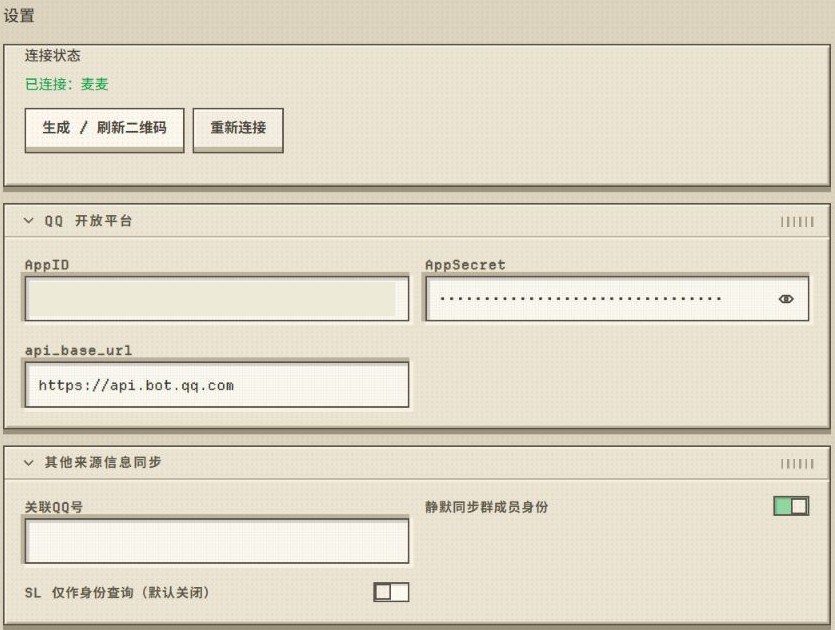 设置
连接状态
已连接：麦麦
生成 / 刷新二维码
重新连接
QQ 开放平台
AppID
AppSecret
api_base_url
https://api.bot.qq.com
其他来源信息同步
关联QQ号
静默同步群成员身份
SL 仅作身份查询（默认关闭）